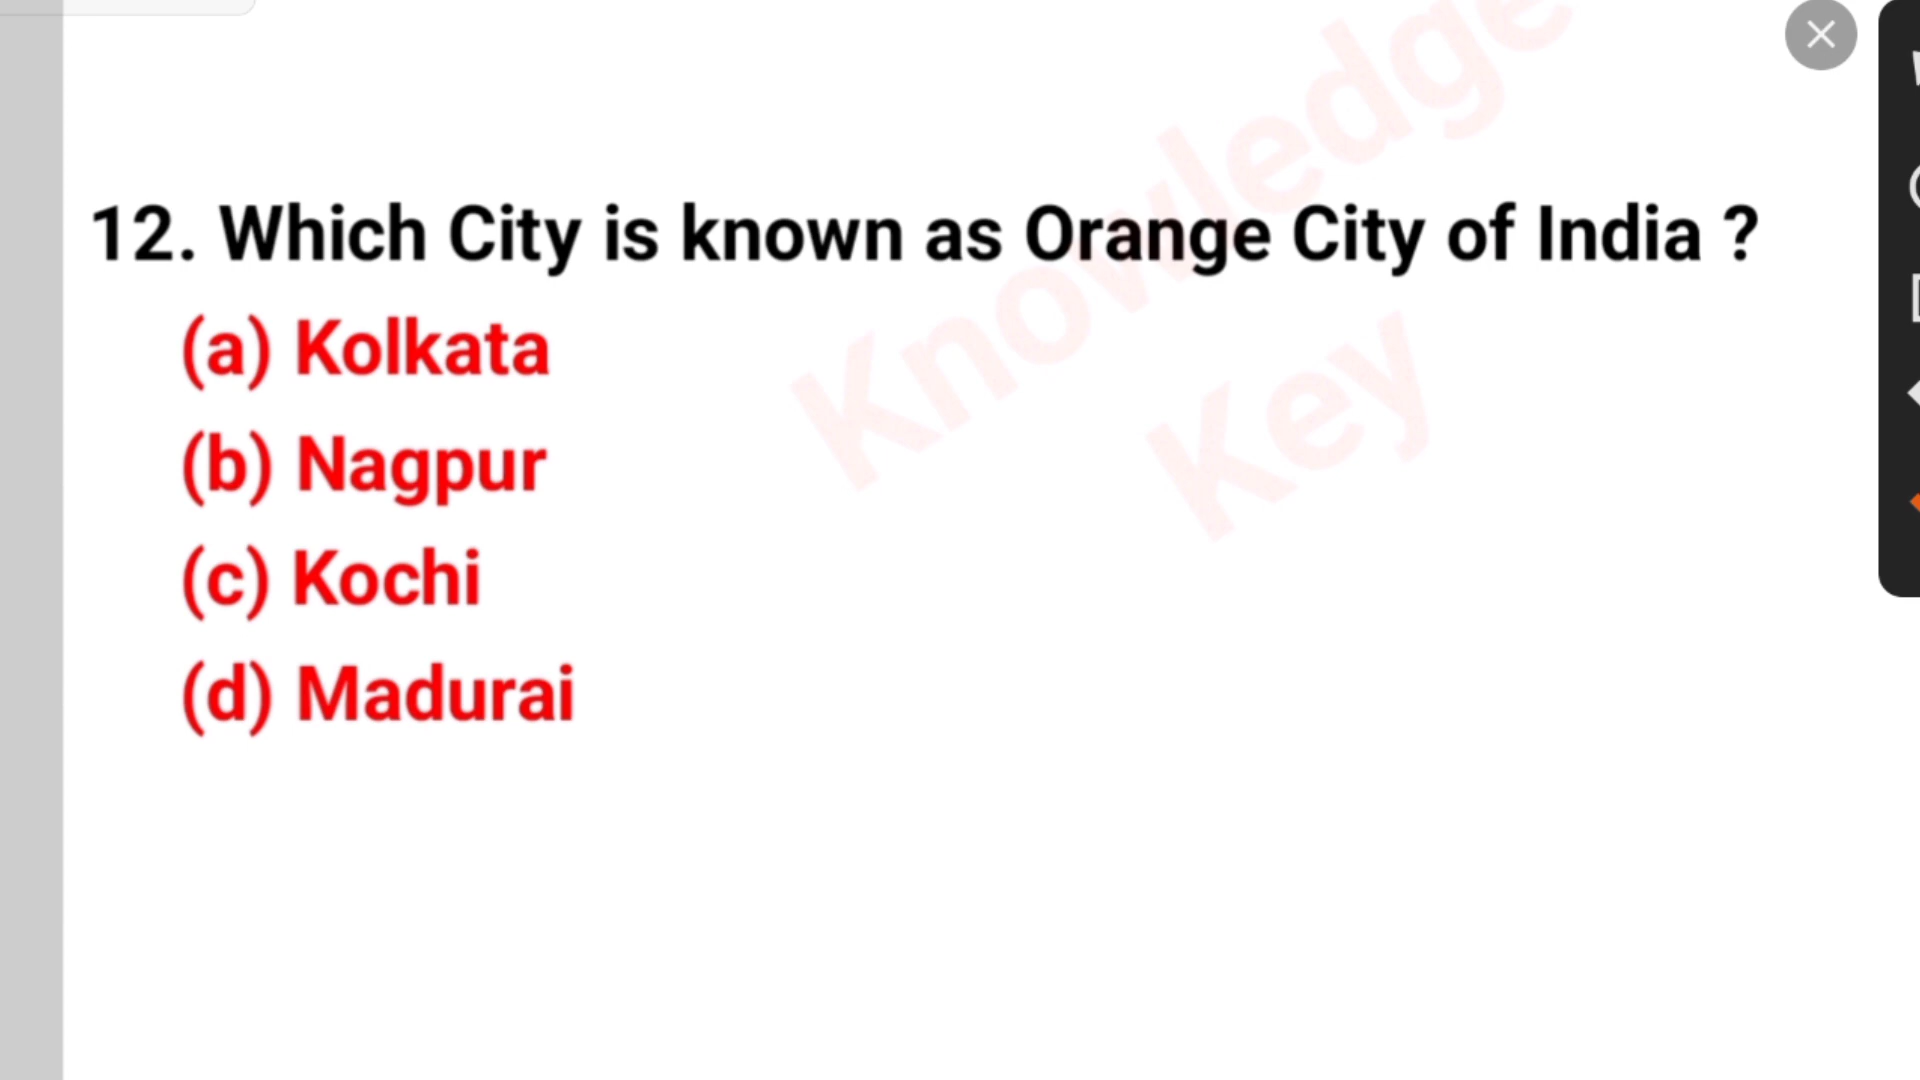 12. Which City is known as Orange City of India ?
(a) Kolkata
(b) Nagpur
(c) Kochi
(d) Madurai
Knowledge
Key